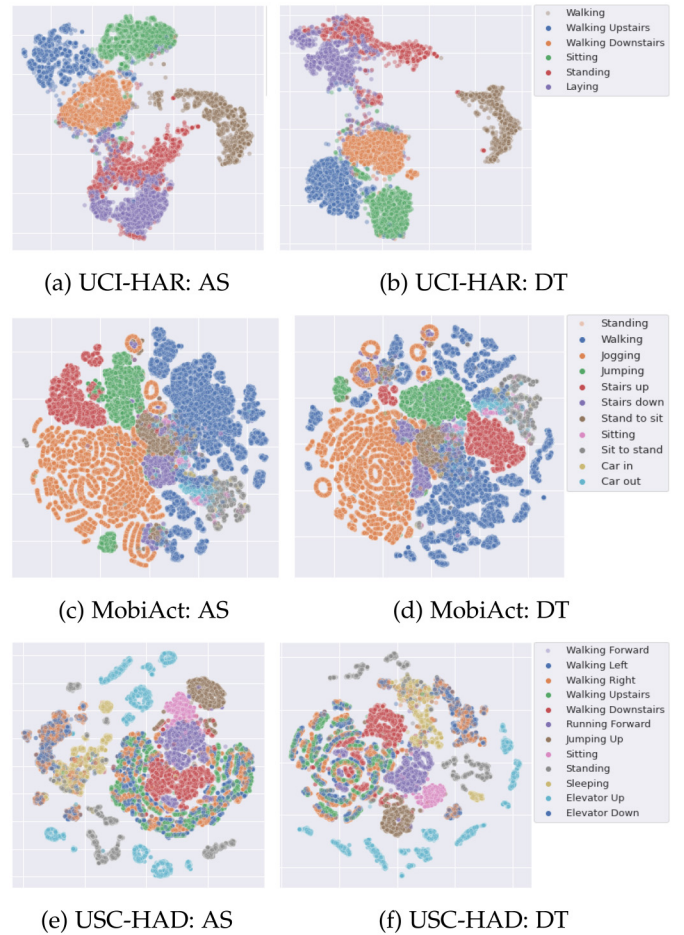 Walking
Walking Upstairs
Walking Downstairs
Sitting
Standing
Laying
(a) UCI-HAR: AS
(b) UCI-HAR: DT
Standing
Walking
Jogging
Jumping
Stairs up
Stairs down
Stand to sit
Sitting
Sit to stand
Car in
Car out
(c) MobiAct: AS
(d) MobiAct: DT
Walking Forward
Walking Left
Walking Right
Walking Upstairs
Walking Downstairs
Running Forward
Jumping Up
Sitting
Standing
Sleeping
Elevator Up
Elevator Down
(e) USC-HAD: AS
(f) USC-HAD: DT